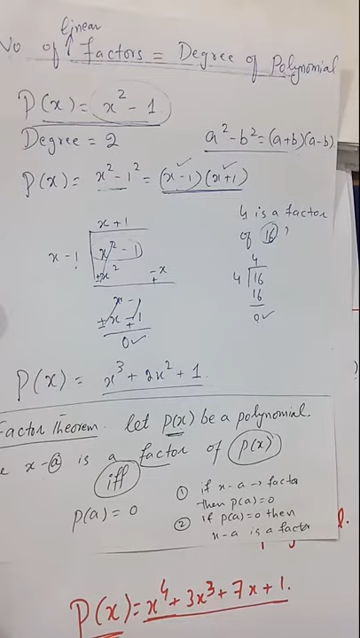 No of linear factors = Degree of Polynomial
P(x) = x² - 1
Degree = 2
a² - b² = (a+b)(a-b)
P(x) = x² - 1² = (x-1)(x+1)
x + 1
x - 1 x² - 1
±x² -+x
x - 1
±x -+1
0✓
4 is a factor
of 16
4
4 16
16
0✓
P(x) = x³ + 2x² + 1
Factor Theorem. let P(x) be a polynomial.
x - a is a factor of P(x)
iff
P(a) = 0
① if x - a → facto
then p(a) = 0
② if p(a) = 0 then
x - a is a facto
P(x) = x⁴ + 3x³ + 7x + 1.